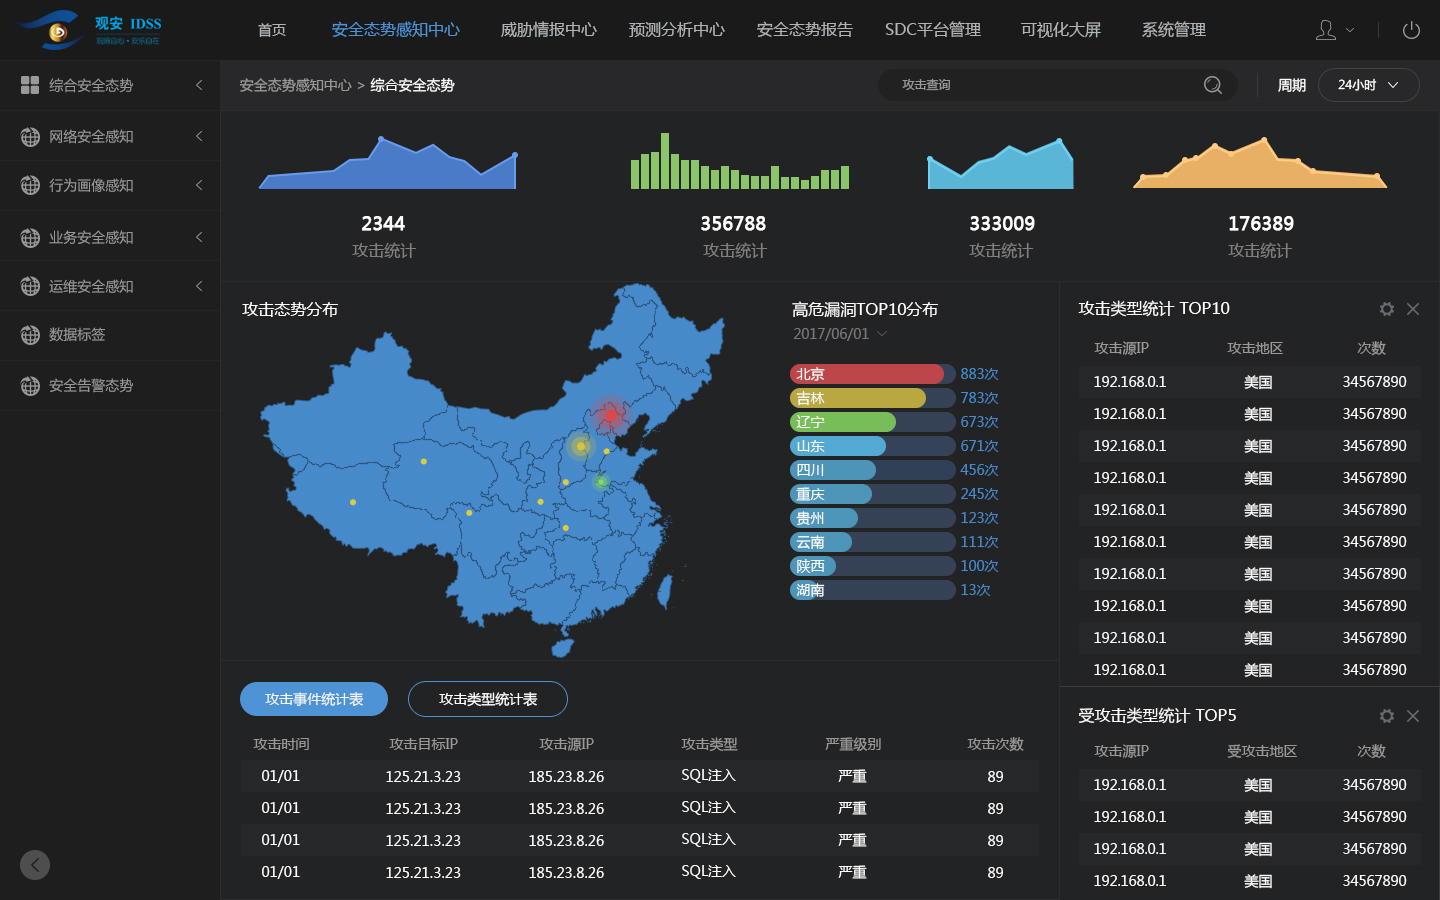 观安 IDSS
首页 安全态势感知中心 威胁情报中心 预测分析中心 安全态势报告 SDC平台管理 可视化大屏 系统管理
综合安全态势
网络安全感知
行为画像感知
业务安全感知
运维安全感知
数据标签
安全告警态势
安全态势感知中心 > 综合安全态势
攻击查询
周期 24小时
2344 356788 333009 176389
攻击统计 攻击统计 攻击统计 攻击统计
攻击态势分布
高危漏洞TOP10分布
2017/06/01
北京 883次
吉林 783次
辽宁 673次
山东 671次
四川 456次
重庆 245次
贵州 123次
云南 111次
陕西 100次
湖南 13次
攻击类型统计 TOP10
攻击源IP 攻击地区 次数
192.168.0.1 美国 34567890
192.168.0.1 美国 34567890
192.168.0.1 美国 34567890
192.168.0.1 美国 34567890
192.168.0.1 美国 34567890
192.168.0.1 美国 34567890
192.168.0.1 美国 34567890
192.168.0.1 美国 34567890
192.168.0.1 美国 34567890
192.168.0.1 美国 34567890
攻击事件统计表 攻击类型统计表
攻击时间 攻击目标IP 攻击源IP 攻击类型 严重级别 攻击次数
01/01 125.21.3.23 185.23.8.26 SQL注入 严重 89
01/01 125.21.3.23 185.23.8.26 SQL注入 严重 89
01/01 125.21.3.23 185.23.8.26 SQL注入 严重 89
01/01 125.21.3.23 185.23.8.26 SQL注入 严重 89
受攻击类型统计 TOP5
攻击源IP 受攻击地区 次数
192.168.0.1 美国 34567890
192.168.0.1 美国 34567890
192.168.0.1 美国 34567890
192.168.0.1 美国 34567890